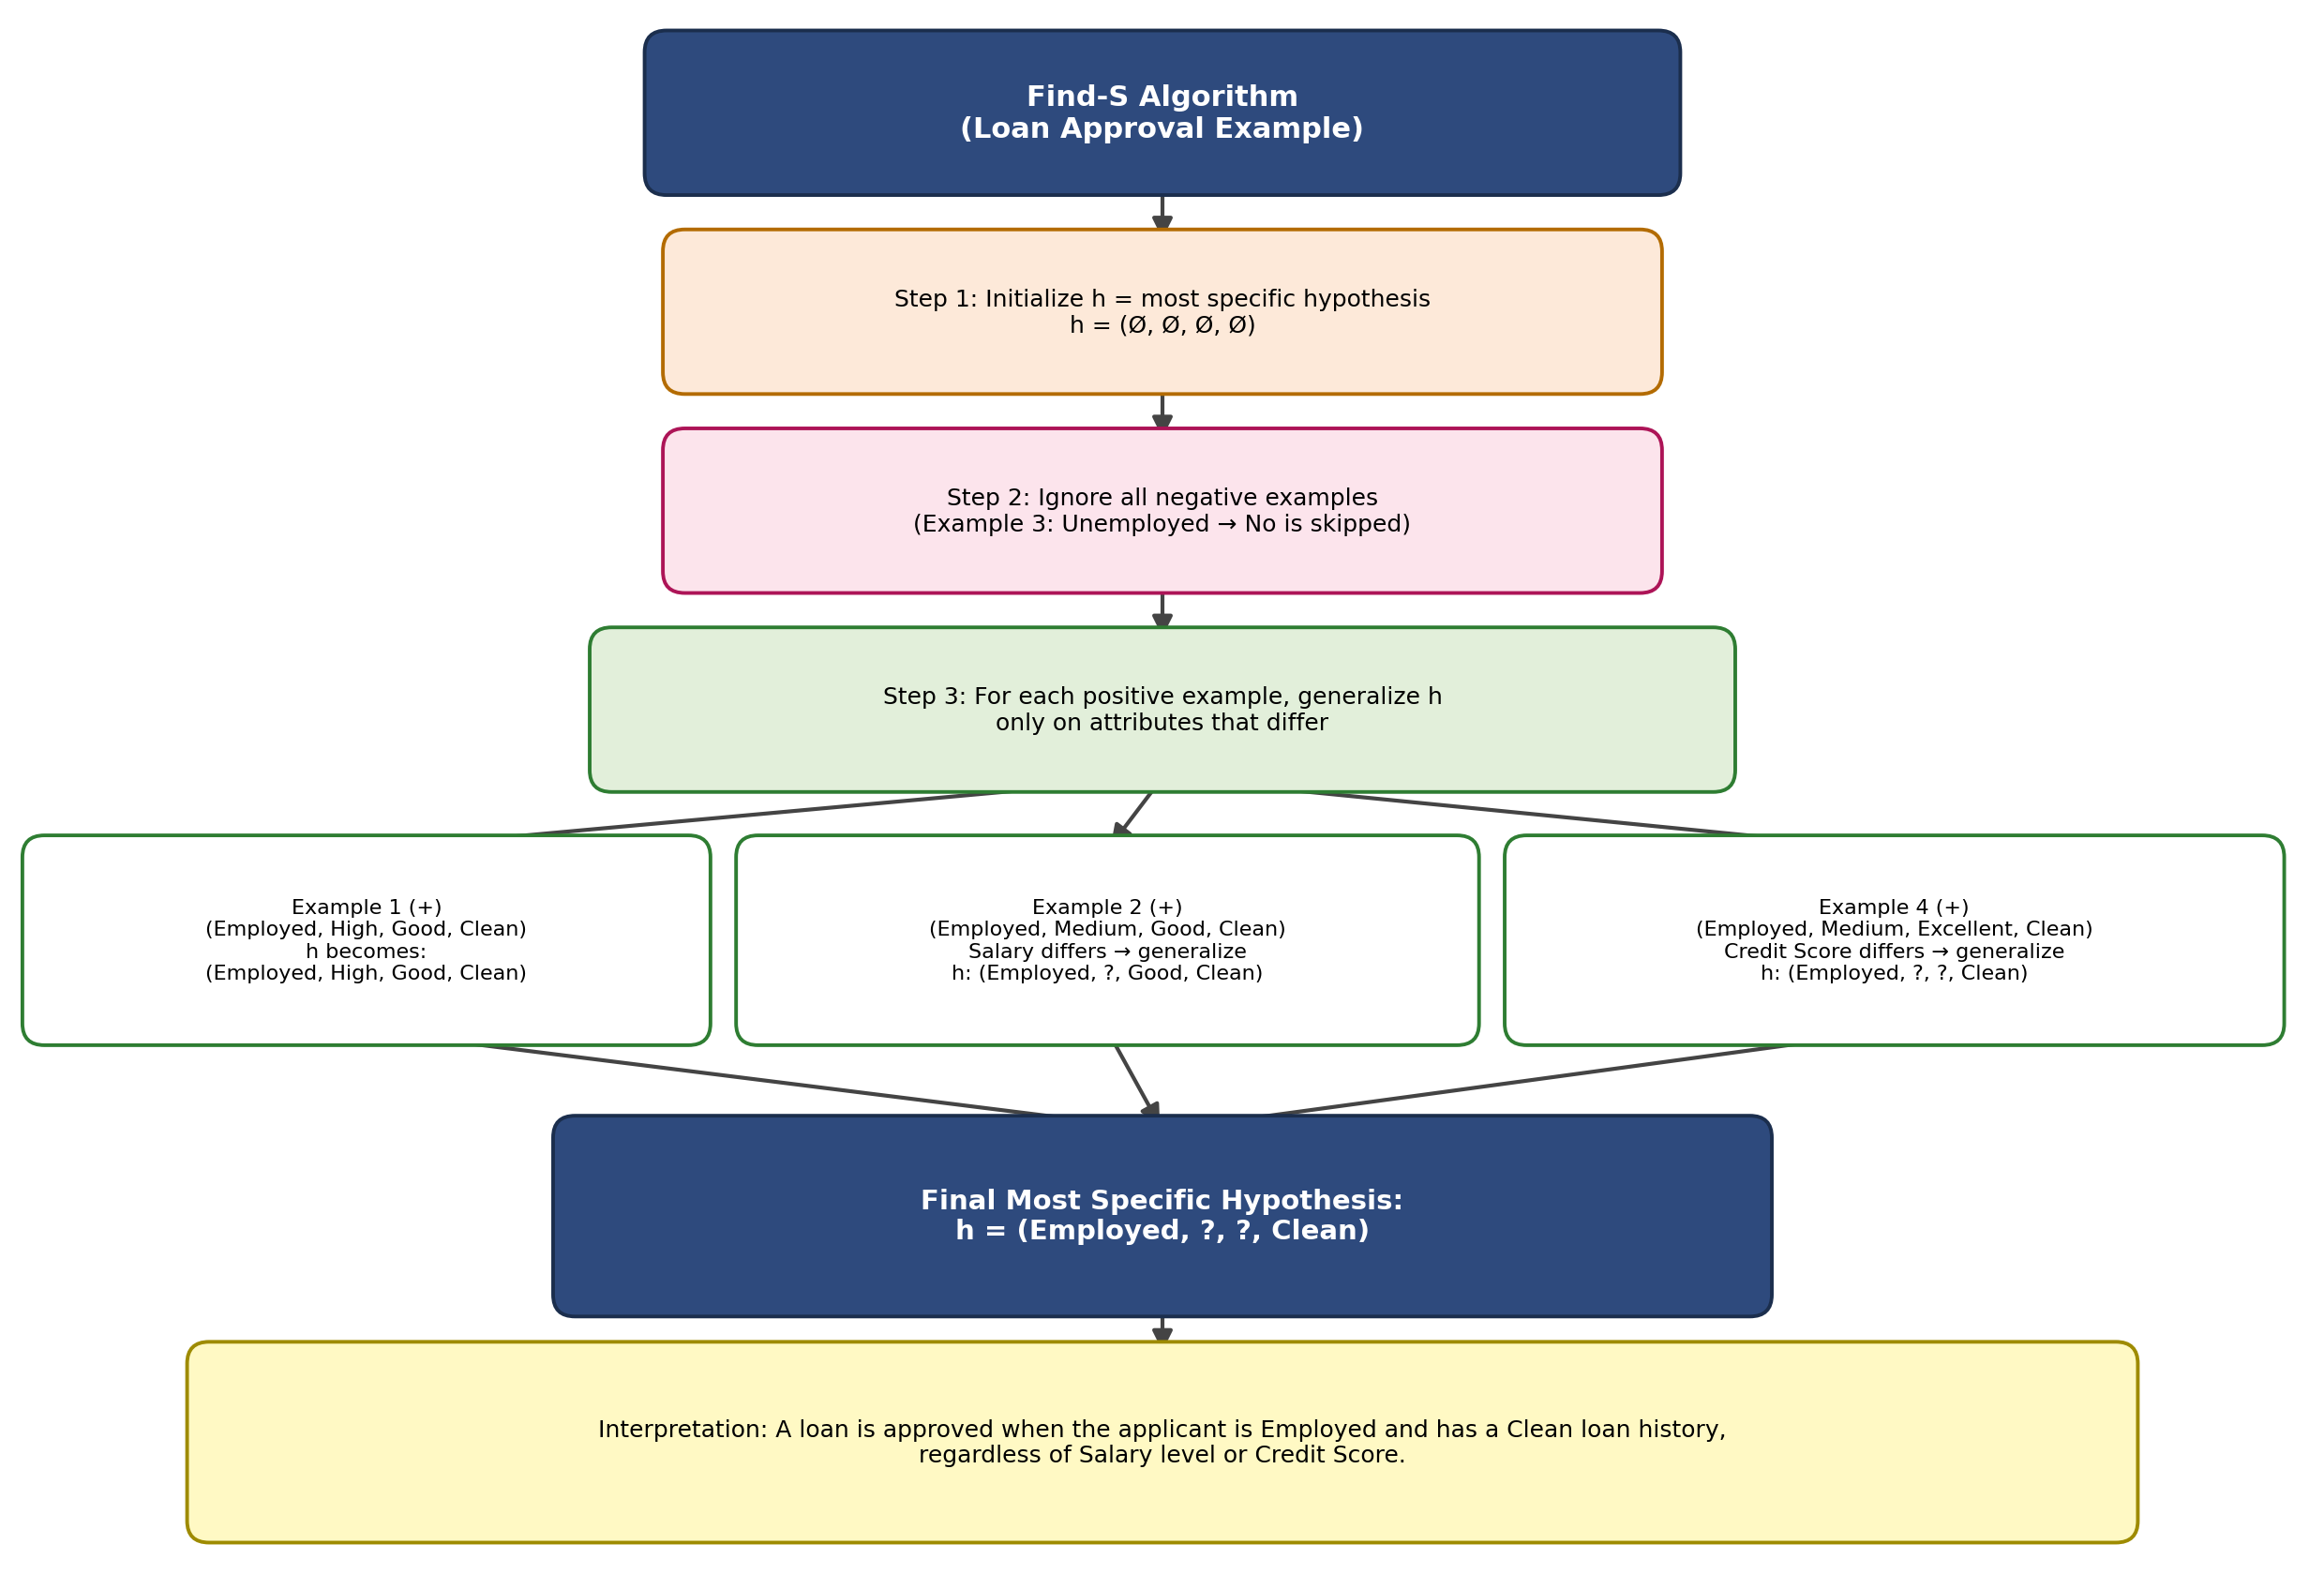 Find-S Algorithm
(Loan Approval Example)
Step 1: Initialize h = most specific hypothesis
h = (Ø, Ø, Ø, Ø)
Step 2: Ignore all negative examples
(Example 3: Unemployed → No is skipped)
Step 3: For each positive example, generalize h
only on attributes that differ
Example 1 (+)
(Employed, High, Good, Clean)
h becomes:
(Employed, High, Good, Clean)
Example 2 (+)
(Employed, Medium, Good, Clean)
Salary differs → generalize
h: (Employed, ?, Good, Clean)
Example 4 (+)
(Employed, Medium, Excellent, Clean)
Credit Score differs → generalize
h: (Employed, ?, ?, Clean)
Final Most Specific Hypothesis:
h = (Employed, ?, ?, Clean)
Interpretation: A loan is approved when the applicant is Employed and has a Clean loan history,
regardless of Salary level or Credit Score.